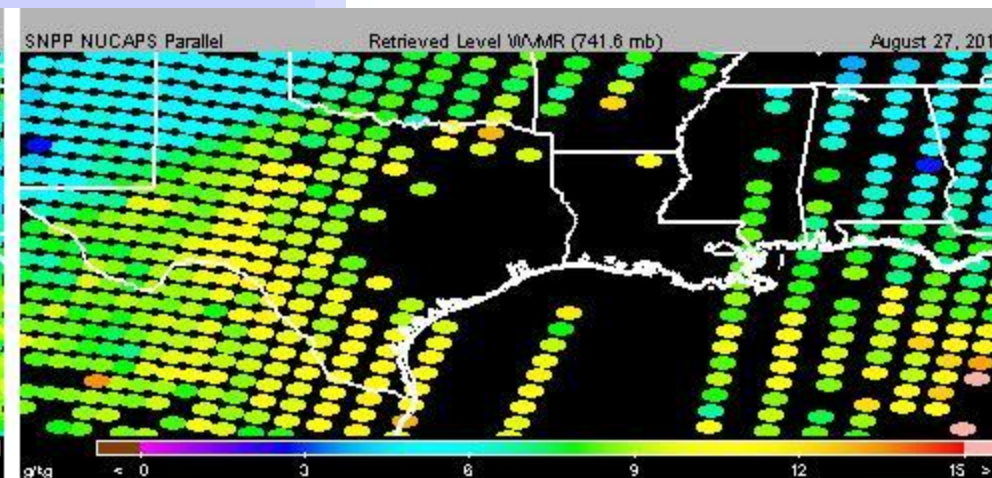 SNPP NUCAPS Parallel Retrieved Level WVMR (741.6 mb) August 27, 201
g/kg < 0 3 6 9 12 15 >